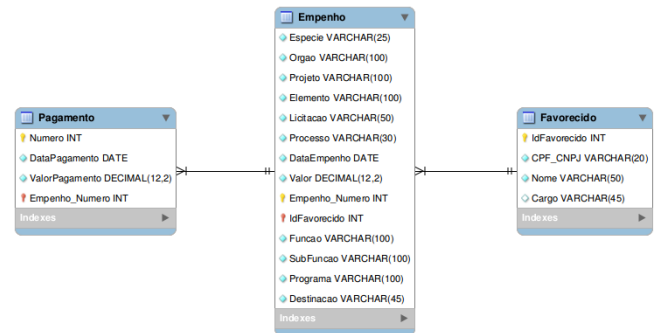 Empenho
Especie VARCHAR(25)
Orgao VARCHAR(100)
Projeto VARCHAR(100)
Elemento VARCHAR(100)
Licitacao VARCHAR(50)
Processo VARCHAR(30)
DataEmpenho DATE
Valor DECIMAL(12,2)
Empenho_Numero INT
IdFavorecido INT
Funcao VARCHAR(100)
SubFuncao VARCHAR(100)
Programa VARCHAR(100)
Destinacao VARCHAR(45)
Indexes
Pagamento
Numero INT
DataPagamento DATE
ValorPagamento DECIMAL(12,2)
Empenho_Numero INT
Indexes
Favorecido
IdFavorecido INT
CPF_CNPJ VARCHAR(20)
Nome VARCHAR(50)
Cargo VARCHAR(45)
Indexes